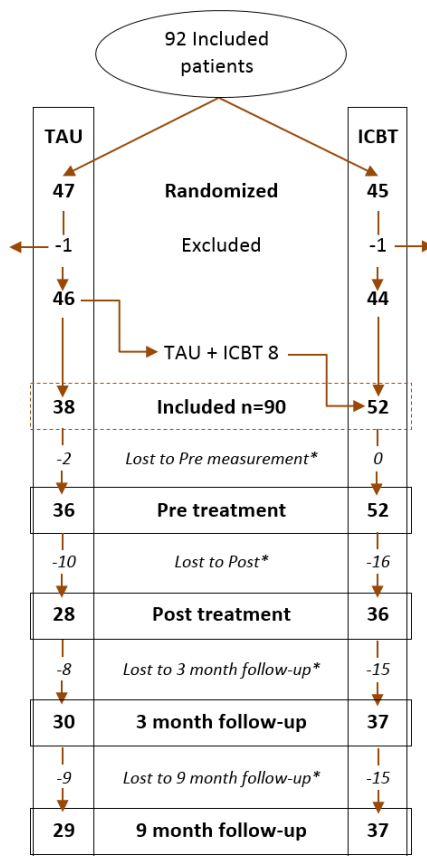 92 Included
patients
TAU ICBT
47 Randomized 45
-1 Excluded -1
46 44
TAU + ICBT 8
38 Included n=90 52
-2 Lost to Pre measurement* 0
36 Pre treatment 52
-10 Lost to Post* -16
28 Post treatment 36
-8 Lost to 3 month follow-up* -15
30 3 month follow-up 37
-9 Lost to 9 month follow-up* -15
29 9 month follow-up 37